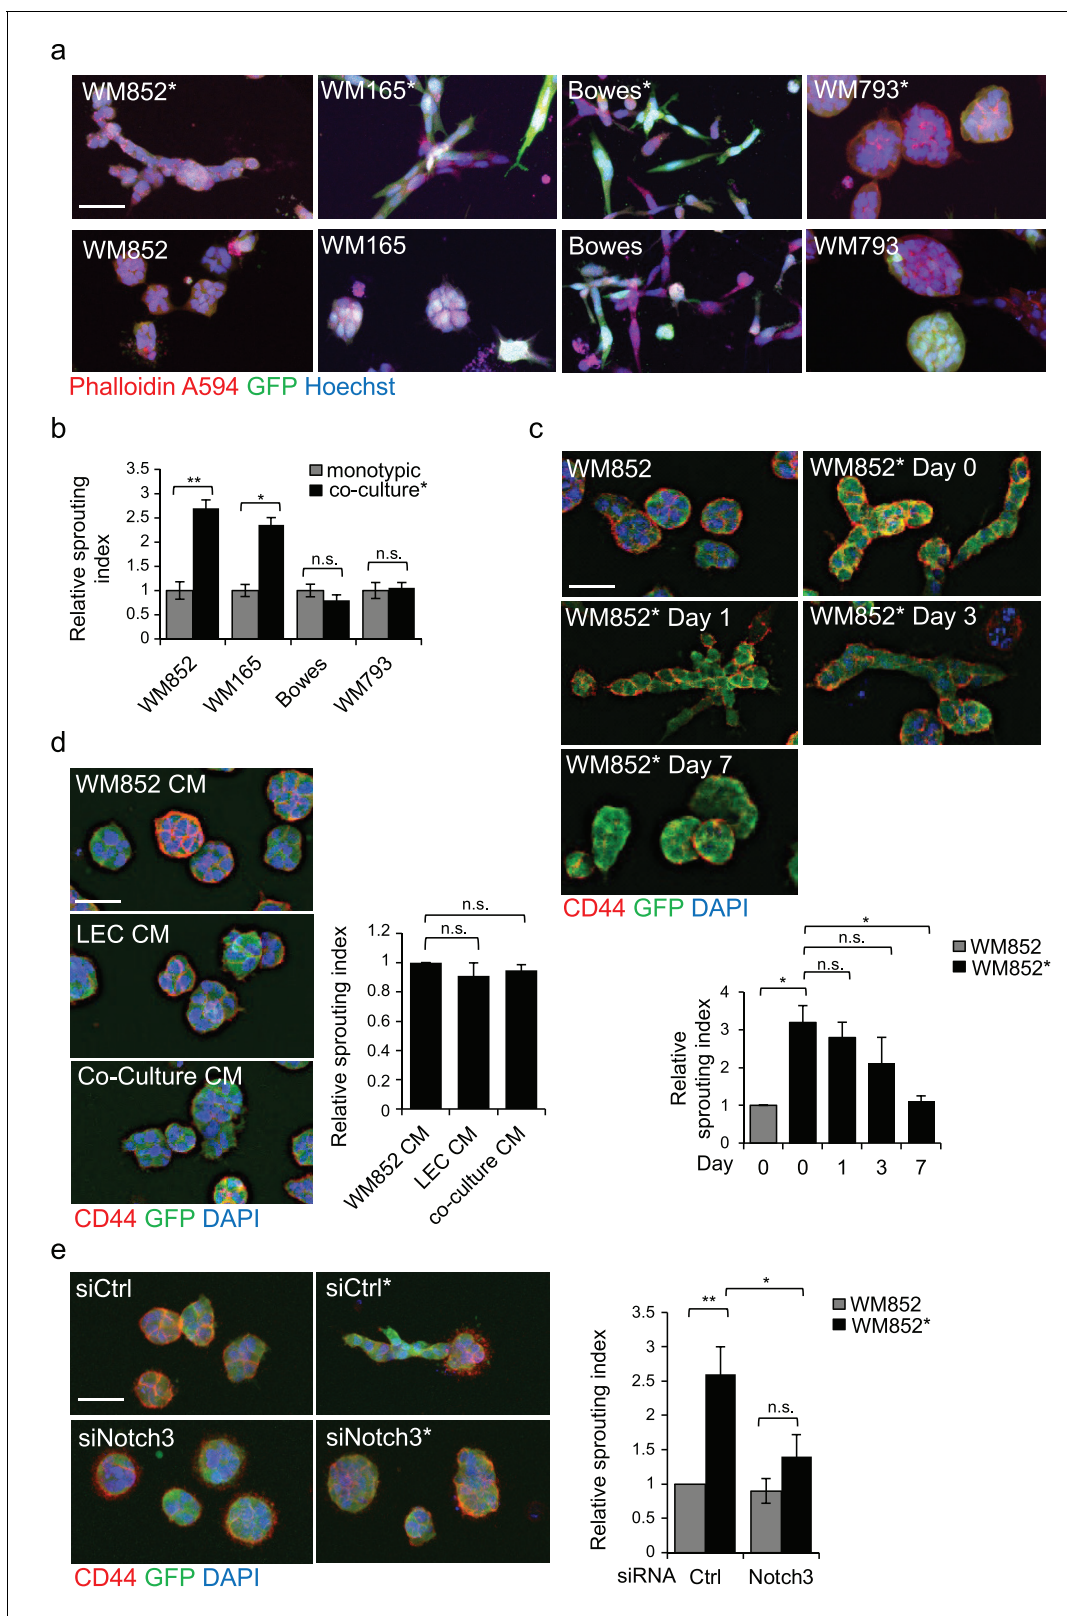 a
WM852*
WM165*
Bowes*
WM793*
WM852
WM165
Bowes
WM793
Phalloidin A594 GFP Hoechst
b
Relative sprouting index
3.5
3
2.5
2
1.5
1
0.5
0
monotypic
co-culture*
**
*
n.s.
n.s.
WM852
WM165
Bowes
WM793
c
WM852
WM852* Day 0
WM852* Day 1
WM852* Day 3
WM852* Day 7
CD44 GFP DAPI
WM852
WM852*
Relative sprouting index
4
3
2
1
0
*
n.s.
n.s.
*
Day 0 0 1 3 7
d
WM852 CM
LEC CM
Co-Culture CM
CD44 GFP DAPI
Relative sprouting index
1.2
1
0.8
0.6
0.4
0.2
0
n.s.
n.s.
WM852 CM
LEC CM
co-culture CM
e
siCtrl
siCtrl*
siNotch3
siNotch3*
CD44 GFP DAPI
Relative sprouting index
3.5
3
2.5
2
1.5
1
0.5
0
**
*
n.s.
WM852
WM852*
siRNA Ctrl Notch3